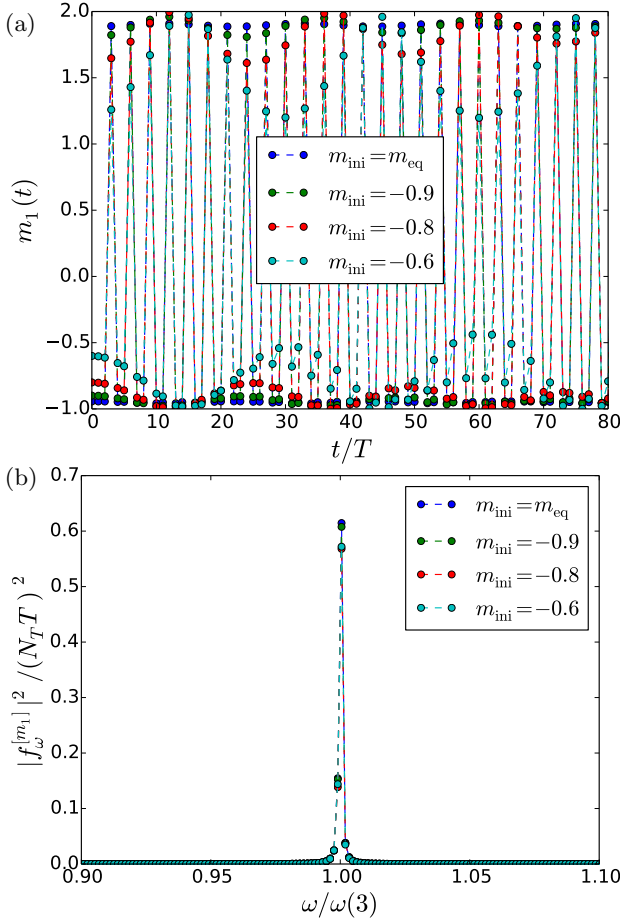 (a)
2.0
1.5
1.0
0.5
0.0
−0.5
−1.0
m₁(t)
m_ini = m_eq
m_ini = −0.9
m_ini = −0.8
m_ini = −0.6
0 10 20 30 40 50 60 70 80
t/T
(b)
0.7
0.6
0.5
0.4
0.3
0.2
0.1
0.0
|f_ω^[m₁]|²/(N_T T)²
m_ini = m_eq
m_ini = −0.9
m_ini = −0.8
m_ini = −0.6
0.90 0.95 1.00 1.05 1.10
ω/ω(3)